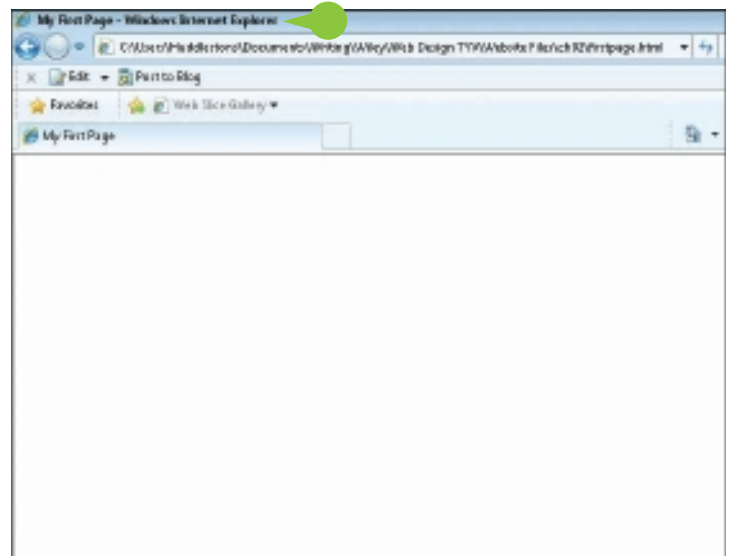 My First Page - Windows Internet Explorer
Edit
Post to Blog
Favorites Web Slice Gallery
My First Page